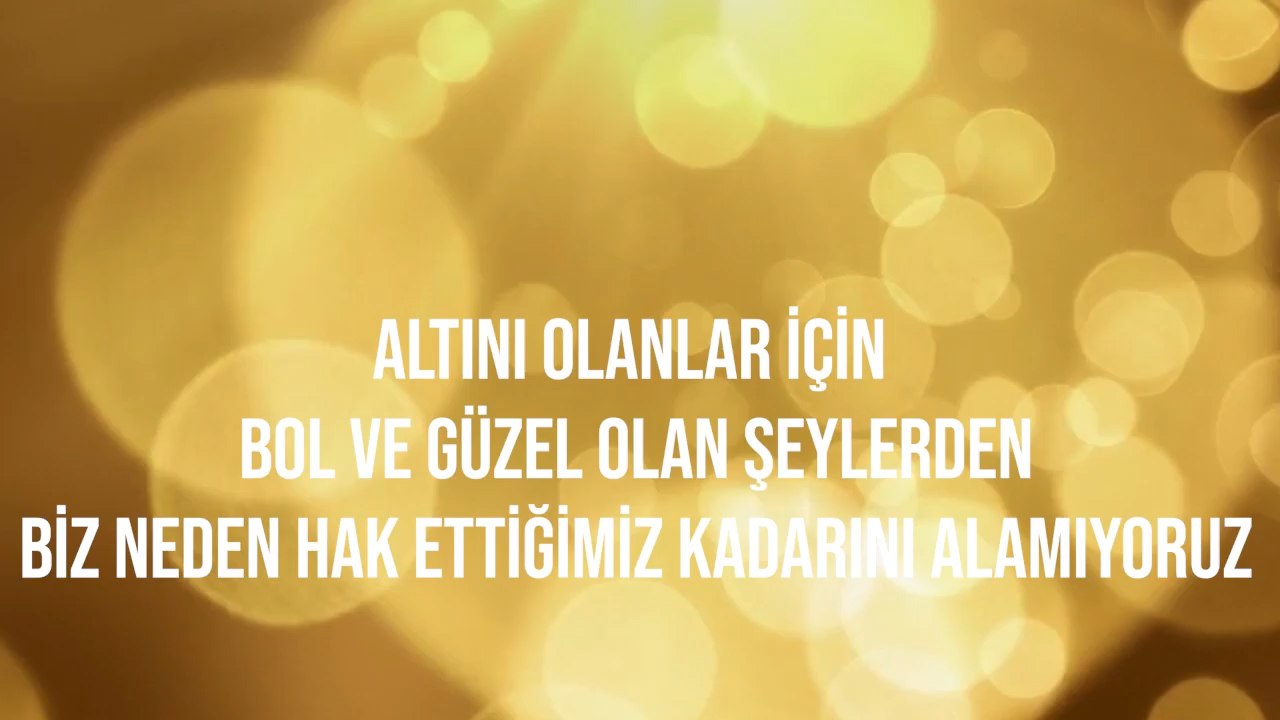 ALTINI OLANLAR İÇİN
BOL VE GÜZEL OLAN ŞEYLERDEN
BİZ NEDEN HAK ETTİĞİMİZ KADARINI ALAMIYORUZ